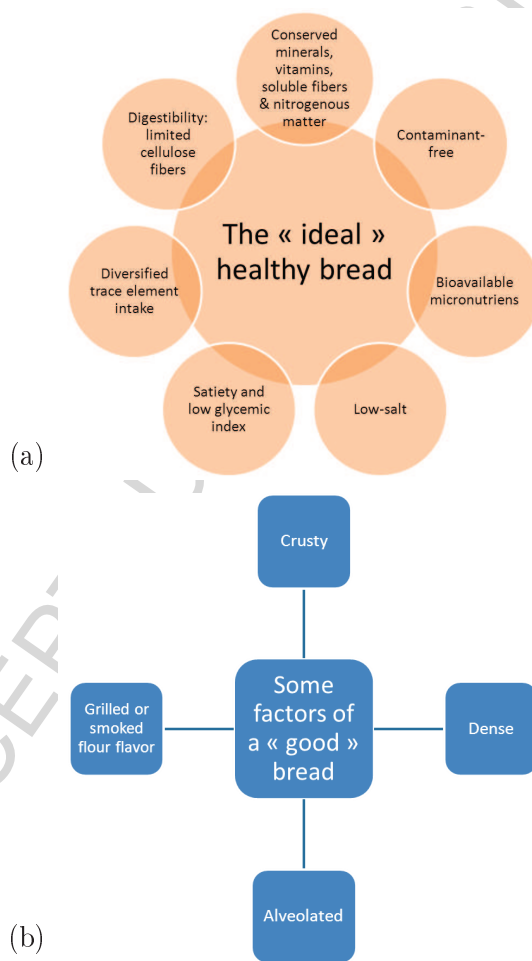 Conserved
minerals,
vitamins,
soluble fibers
& nitrogenous
matter
Digestibility:
limited
cellulose
fibers
Contaminant-
free
The « ideal »
healthy bread
Diversified
trace element
intake
Bioavailable
micronutriens
Satiety and
low glycemic
index
Low-salt
(a)
Crusty
Grilled or
smoked
flour flavor
Some
factors of
a « good »
bread
Dense
Alveolated
(b)